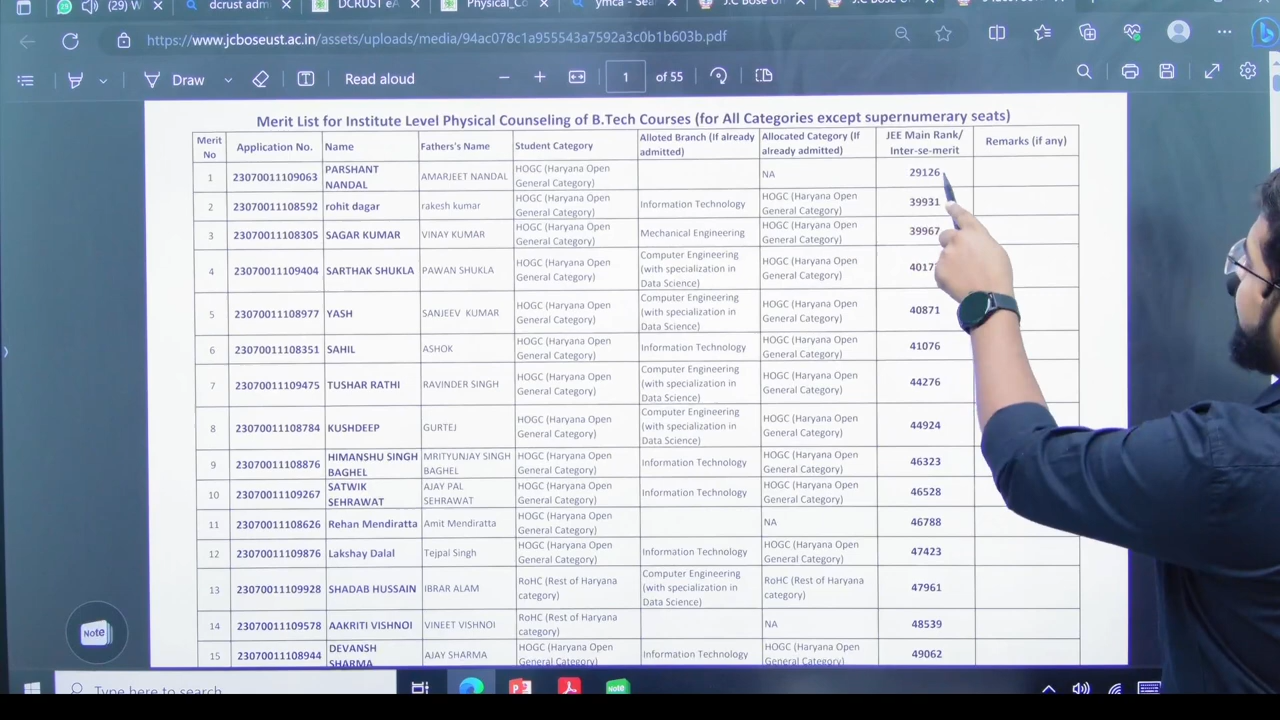 (29) W
dcrust adm
DCRUST eA
Physical_Co
ymca - Sea
https://www.jcboseust.ac.in/assets/uploads/media/94ac078c1a955543a7592a3c0b1b603b.pdf
Draw
Read aloud
1 of 55
Merit List for Institute Level Physical Counseling of B.Tech Courses (for All Categories except supernumerary seats)
Merit No | Application No. | Name | Fathers's Name | Student Category | Alloted Branch (If already admitted) | Allocated Category (If already admitted) | JEE Main Rank/ Inter-se-merit | Remarks (if any)
1 23070011109063 PARSHANT NANDAL AMARJEET NANDAL HOGC (Haryana Open General Category) NA 29126
2 23070011108592 rohit dagar rakesh kumar HOGC (Haryana Open General Category) Information Technology HOGC (Haryana Open General Category) 39931
3 23070011108305 SAGAR KUMAR VINAY KUMAR HOGC (Haryana Open General Category) Mechanical Engineering HOGC (Haryana Open General Category) 39967
4 23070011109404 SARTHAK SHUKLA PAWAN SHUKLA HOGC (Haryana Open General Category) Computer Engineering (with specialization in Data Science) HOGC (Haryana Open General Category)
5 23070011108977 YASH SANJEEV KUMAR HOGC (Haryana Open General Category) Computer Engineering (with specialization in Data Science) HOGC (Haryana Open General Category) 40871
6 23070011108351 SAHIL ASHOK HOGC (Haryana Open General Category) Information Technology HOGC (Haryana Open General Category) 41076
7 23070011109475 TUSHAR RATHI RAVINDER SINGH HOGC (Haryana Open General Category) Computer Engineering (with specialization in Data Science) HOGC (Haryana Open General Category) 44276
8 23070011108784 KUSHDEEP GURTEJ HOGC (Haryana Open General Category) Computer Engineering (with specialization in Data Science) HOGC (Haryana Open General Category) 44924
9 23070011108876 HIMANSHU SINGH BAGHEL MRITYUNJAY SINGH BAGHEL HOGC (Haryana Open General Category) Information Technology HOGC (Haryana Open General Category) 46323
10 23070011109267 SATWIK SEHRAWAT AJAY PAL SEHRAWAT HOGC (Haryana Open General Category) Information Technology HOGC (Haryana Open General Category) 46528
11 23070011108626 Rehan Mendiratta Amit Mendiratta HOGC (Haryana Open General Category) NA 46788
12 23070011109876 Lakshay Dalal Tejpal Singh HOGC (Haryana Open General Category) Information Technology HOGC (Haryana Open General Category) 47423
13 23070011109928 SHADAB HUSSAIN IBRAR ALAM RoHC (Rest of Haryana category) Computer Engineering (with specialization in Data Science) RoHC (Rest of Haryana category) 47961
14 23070011109578 AAKRITI VISHNOI VINEET VISHNOI RoHC (Rest of Haryana category) NA 48539
15 23070011108944 DEVANSH SHARMA AJAY SHARMA HOGC (Haryana Open General Category) Information Technology HOGC (Haryana Open General Category) 49062
Note
Type here to search
Note